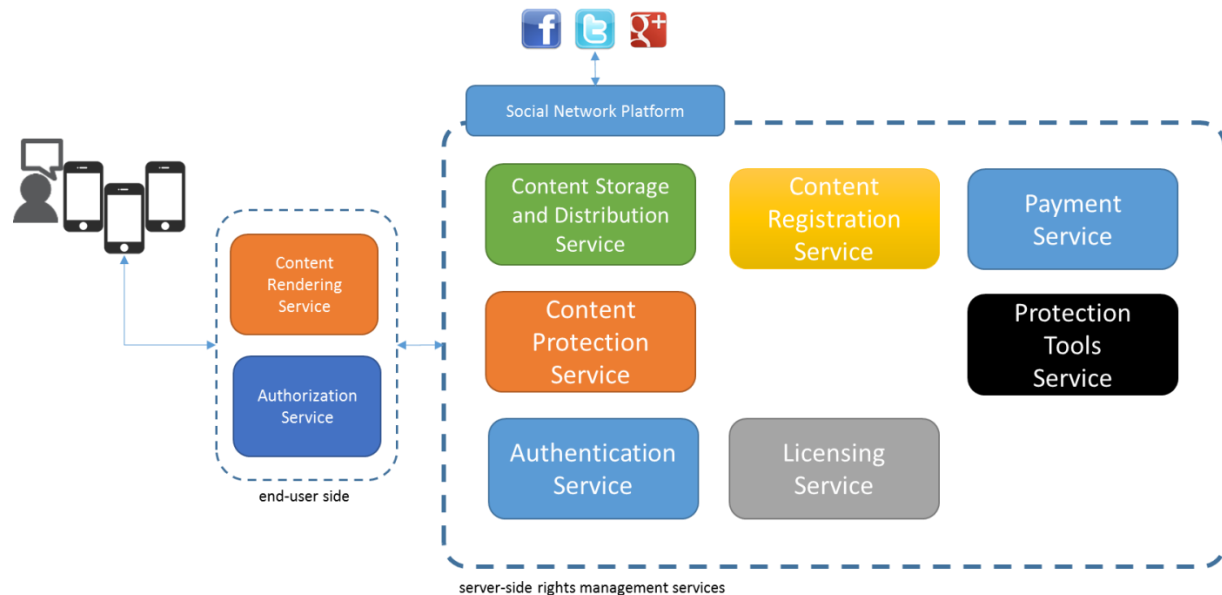 f
t
g+
Social Network Platform
Content Storage
and Distribution
Service
Content
Registration
Service
Payment
Service
Content
Rendering
Service
Content
Protection
Service
Protection
Tools
Service
Authorization
Service
Authentication
Service
Licensing
Service
end-user side
server-side rights management services